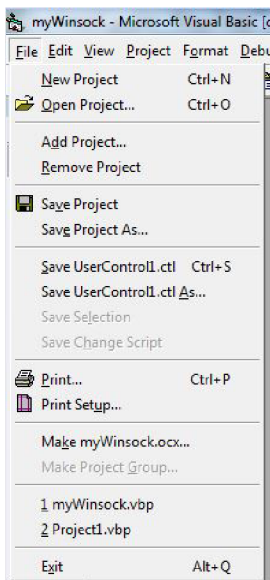 myWinsock - Microsoft Visual Basic [
File Edit View Project Format Debu
New Project Ctrl+N
Open Project... Ctrl+O
Add Project...
Remove Project
Save Project
Save Project As...
Save UserControl1.ctl Ctrl+S
Save UserControl1.ctl As...
Save Selection
Save Change Script
Print... Ctrl+P
Print Setup...
Make myWinsock.ocx...
Make Project Group...
1 myWinsock.vbp
2 Project1.vbp
Exit Alt+Q